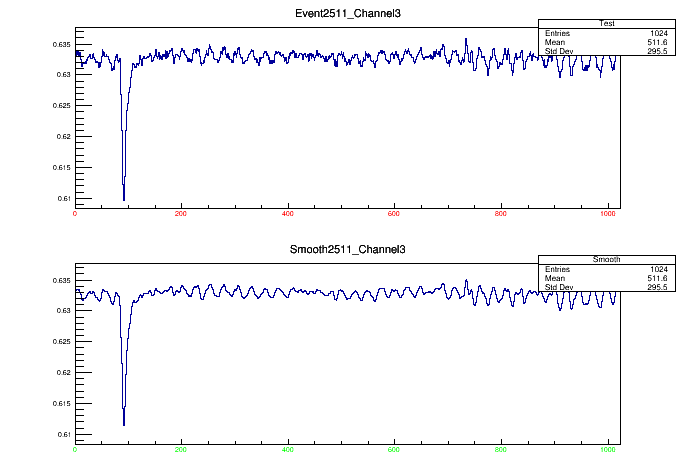 Event2511_Channel3
Test
Entries 1024
Mean 511.6
Std Dev 295.5
0.635
0.63
0.625
0.62
0.615
0.61
0 200 400 600 800 1000
Smooth2511_Channel3
Smooth
Entries 1024
Mean 511.6
Std Dev 295.5
0.635
0.63
0.625
0.62
0.615
0.61
0 200 400 600 800 1000